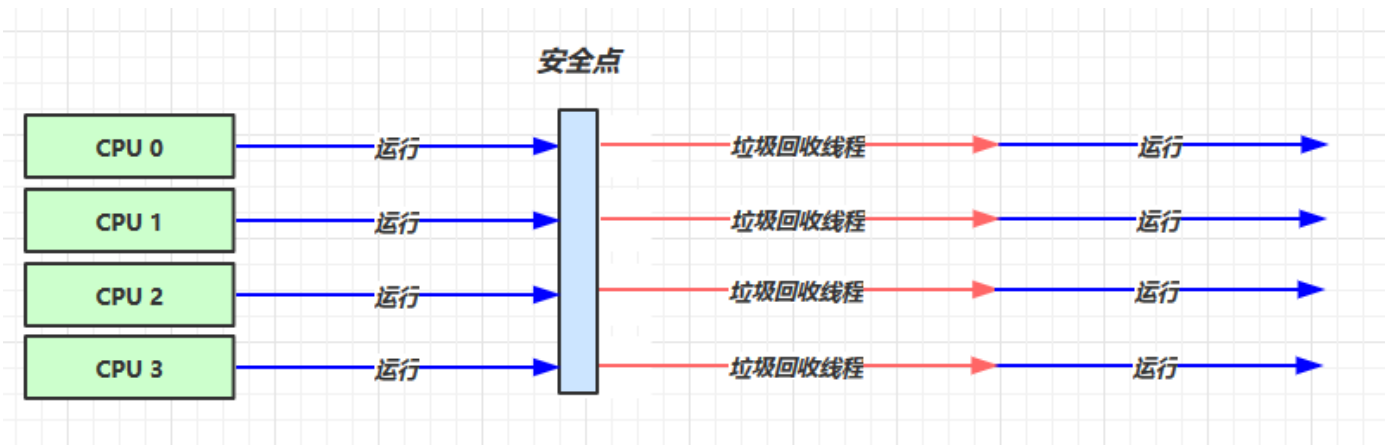 安全点
CPU 0 运行 垃圾回收线程 运行
CPU 1 运行 垃圾回收线程 运行
CPU 2 运行 垃圾回收线程 运行
CPU 3 运行 垃圾回收线程 运行